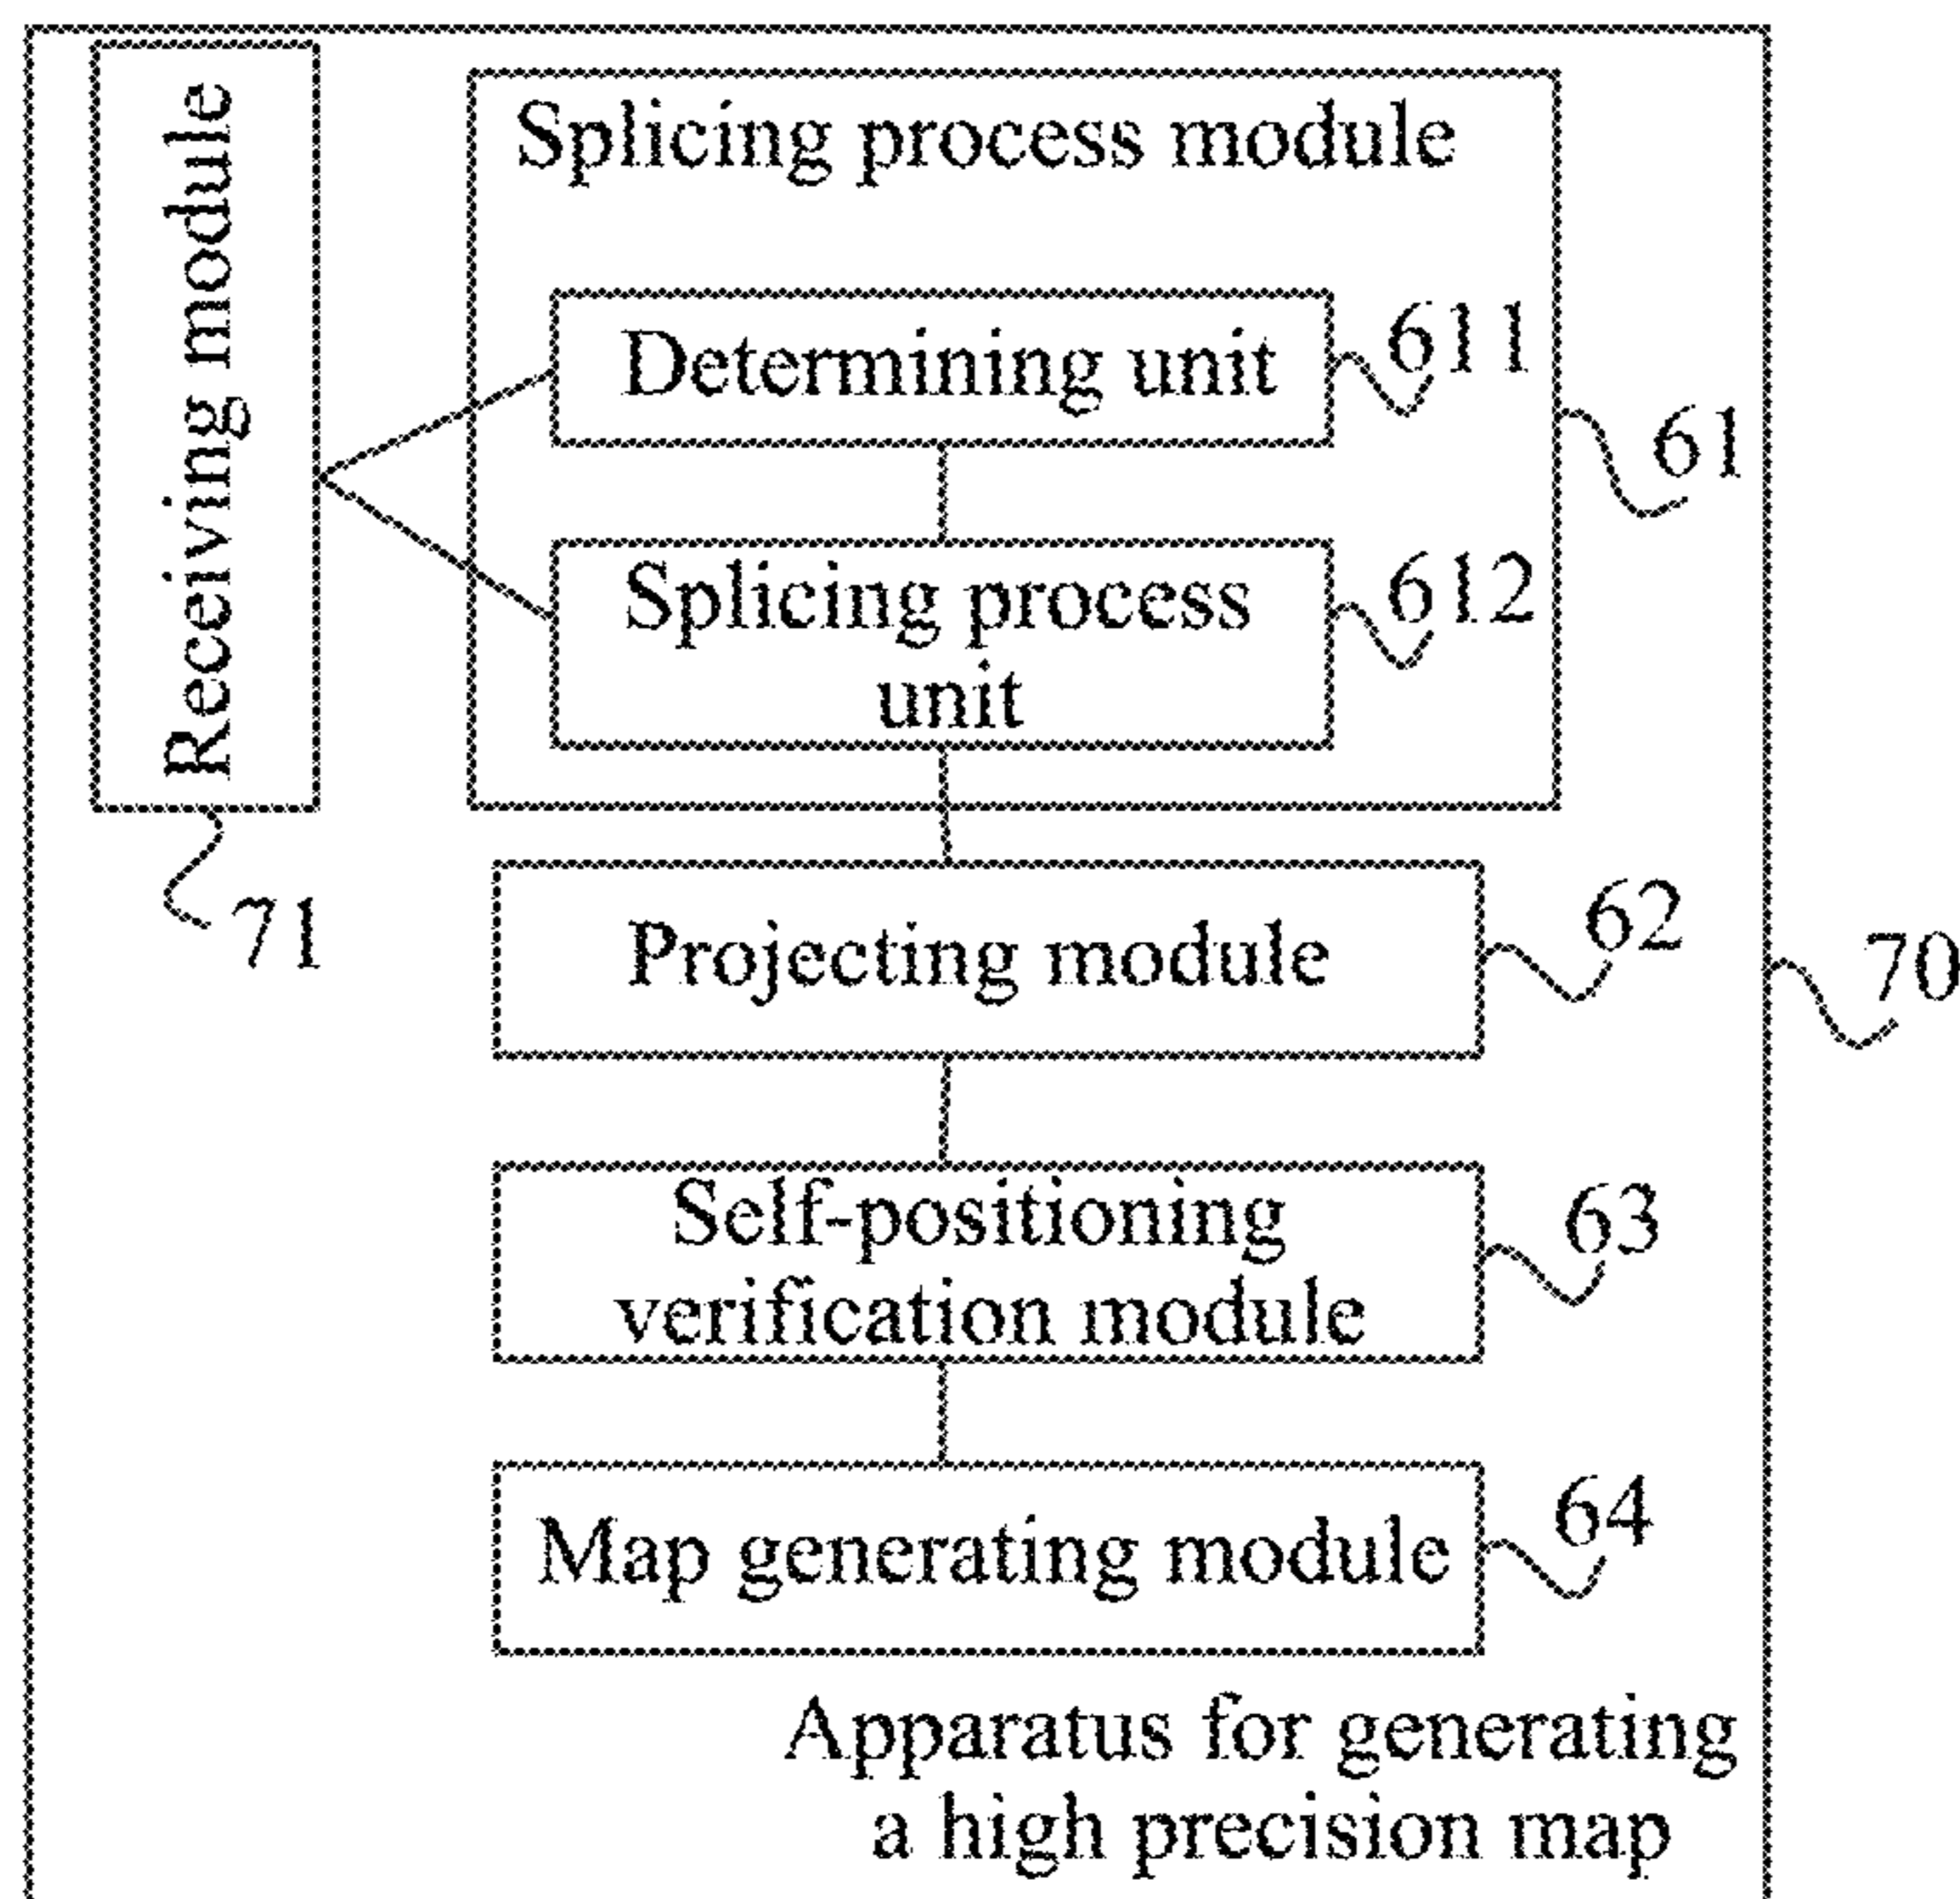 Receiving module
Splicing process module
Determining unit
611
61
Splicing process
unit
612
71
Projecting module
62
70
Self-positioning
verification module
63
Map generating module
64
Apparatus for generating
a high precision map